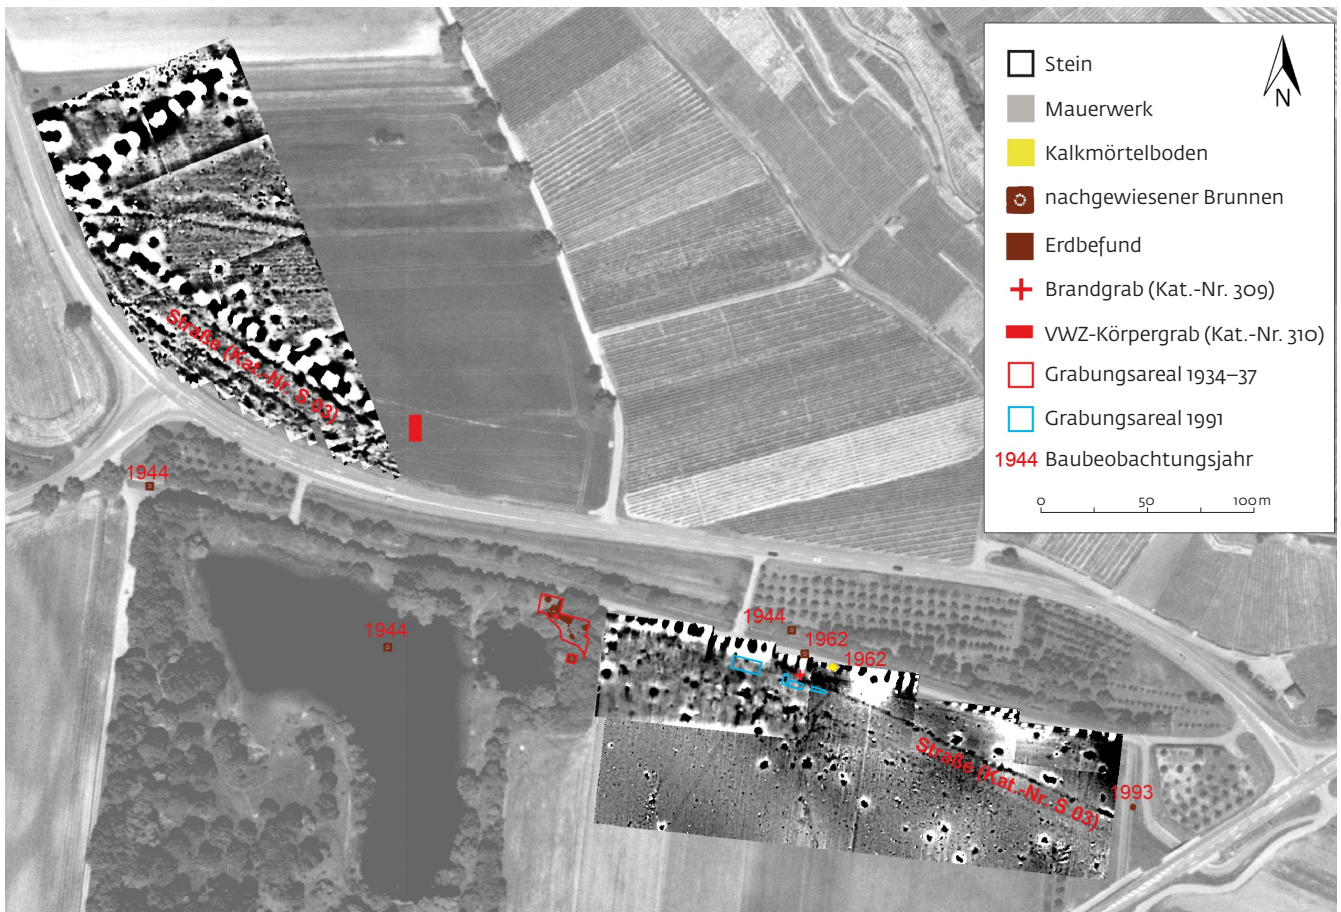 Stein
N
Mauerwerk
Kalkmörtelboden
nachgewiesener Brunnen
Erdbefund
Brandgrab (Kat.-Nr. 309)
VWZ-Körpergrab (Kat.-Nr. 310)
Grabungsareal 1934–37
Grabungsareal 1991
1944 Baubeobachtungsjahr
0 50 100 m
Straße (Kat.-Nr. S 03)
1944
1944
1944
1962
1962
Straße (Kat.-Nr. S 03)
1993